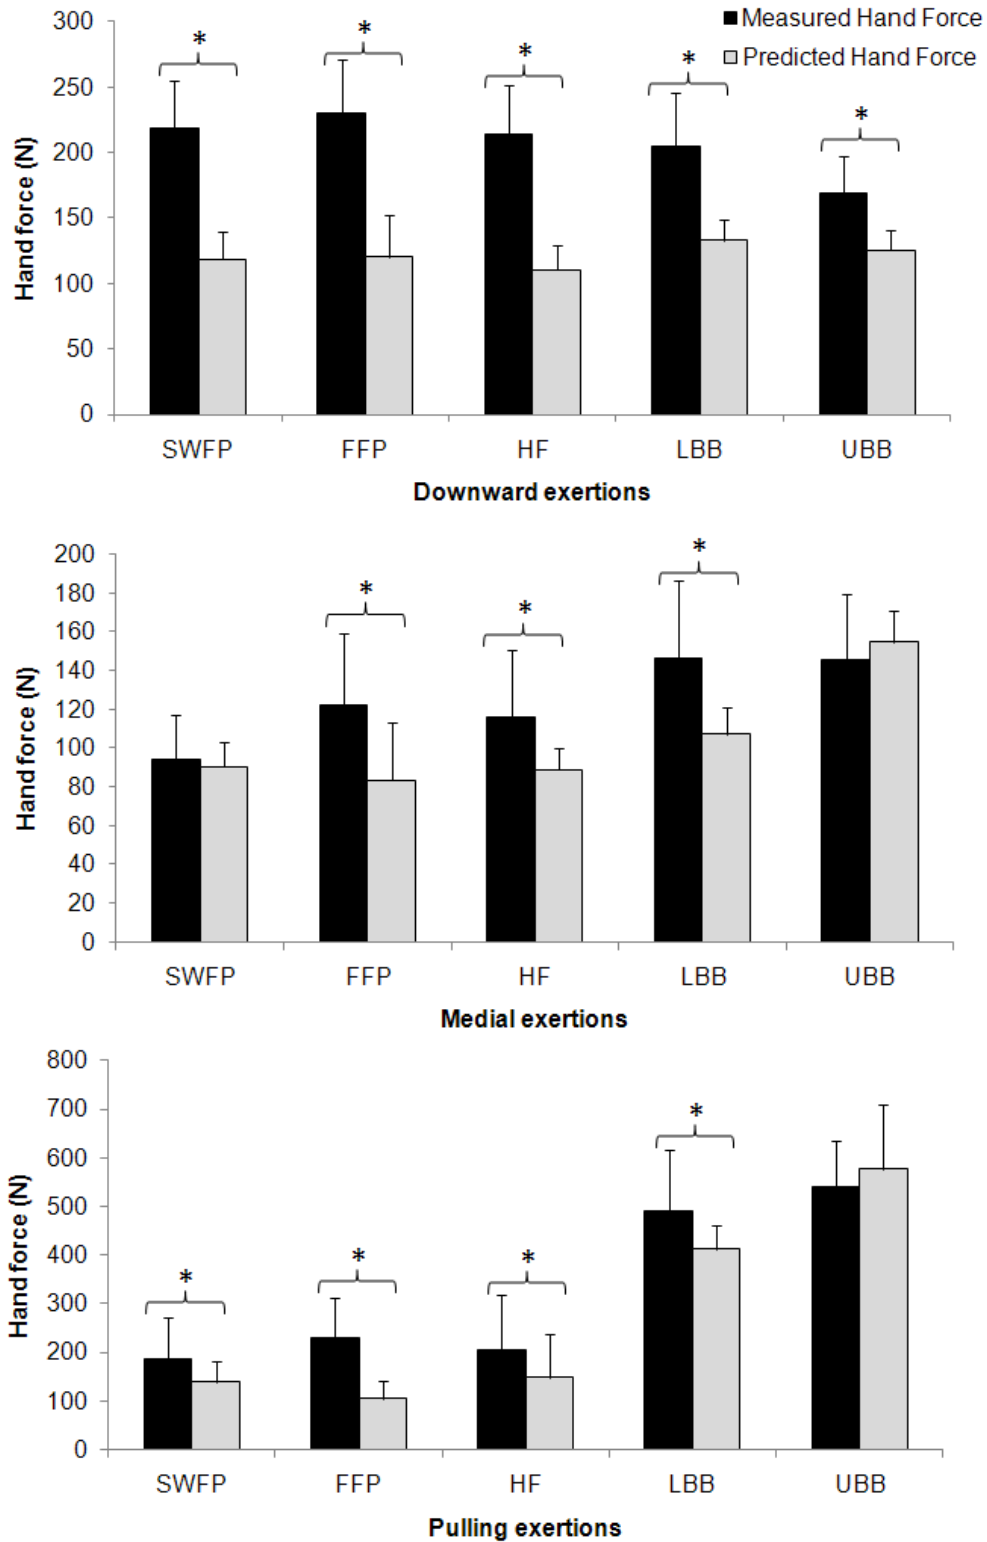 Measured Hand Force
Predicted Hand Force
Hand force (N)
300
250
200
150
100
50
0
* * * * *
SWFP FFP HF LBB UBB
Downward exertions
Hand force (N)
200
180
160
140
120
100
80
60
40
20
0
* * *
SWFP FFP HF LBB UBB
Medial exertions
Hand force (N)
800
700
600
500
400
300
200
100
0
* * * *
SWFP FFP HF LBB UBB
Pulling exertions